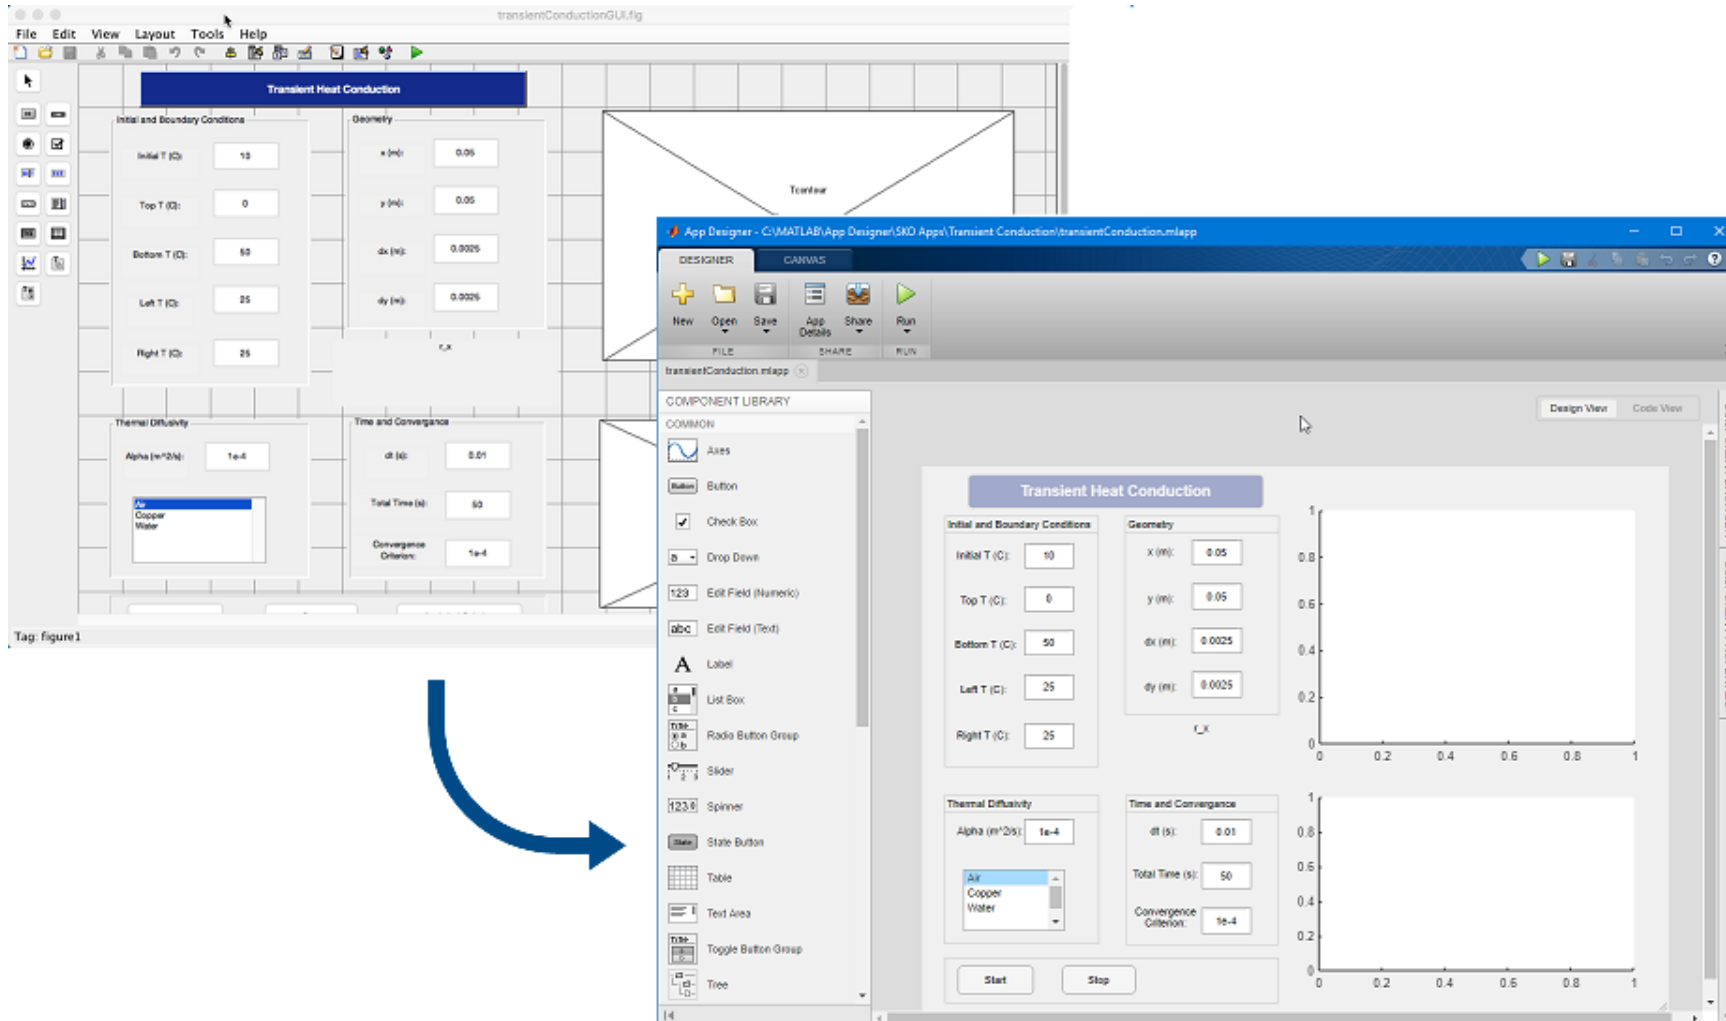 transientConductionGUI.fig
File Edit View Layout Tools Help
Transient Heat Conduction
Initial and Boundary Conditions
Initial T (C): 10
Top T (C): 0
Bottom T (C): 50
Left T (C): 25
Right T (C): 25
Geometry
x (m): 0.05
y (m): 0.05
dx (m): 0.0025
dy (m): 0.0025
r_x
Tcontour
Thermal Diffusivity
Alpha (m^2/s): 1e-4
Air
Copper
Water
Time and Convergance
dt (s): 0.01
Total Time (s): 50
Convergence
Criterion: 1e-4
Tag: figure1
App Designer - C:\MATLAB\App Designer\SKO Apps\Transient Conduction\transientConduction.mlapp
DESIGNER CANVAS
New Open Save App Details Share Run
FILE SHARE RUN
transientConduction.mlapp
COMPONENT LIBRARY
COMMON
Axes
Button Button
Check Box
a Drop Down
123 Edit Field (Numeric)
abc Edit Field (Text)
A Label
List Box
Radio Button Group
Slider
123.0 Spinner
State State Button
Table
Text Area
Toggle Button Group
Tree
Design View Code View
Transient Heat Conduction
Initial and Boundary Conditions
Initial T (C): 10
Top T (C): 0
Bottom T (C): 50
Left T (C): 25
Right T (C): 25
Geometry
x (m): 0.05
y (m): 0.05
dx (m): 0.0025
dy (m): 0.0025
r_x
1
0.8
0.6
0.4
0.2
0
0 0.2 0.4 0.6 0.8 1
Thermal Diffusivity
Alpha (m^2/s): 1e-4
Air
Copper
Water
Time and Convergance
dt (s): 0.01
Total Time (s): 50
Convergence
Criterion: 1e-4
Start Stop
1
0.8
0.6
0.4
0.2
0
0 0.2 0.4 0.6 0.8 1